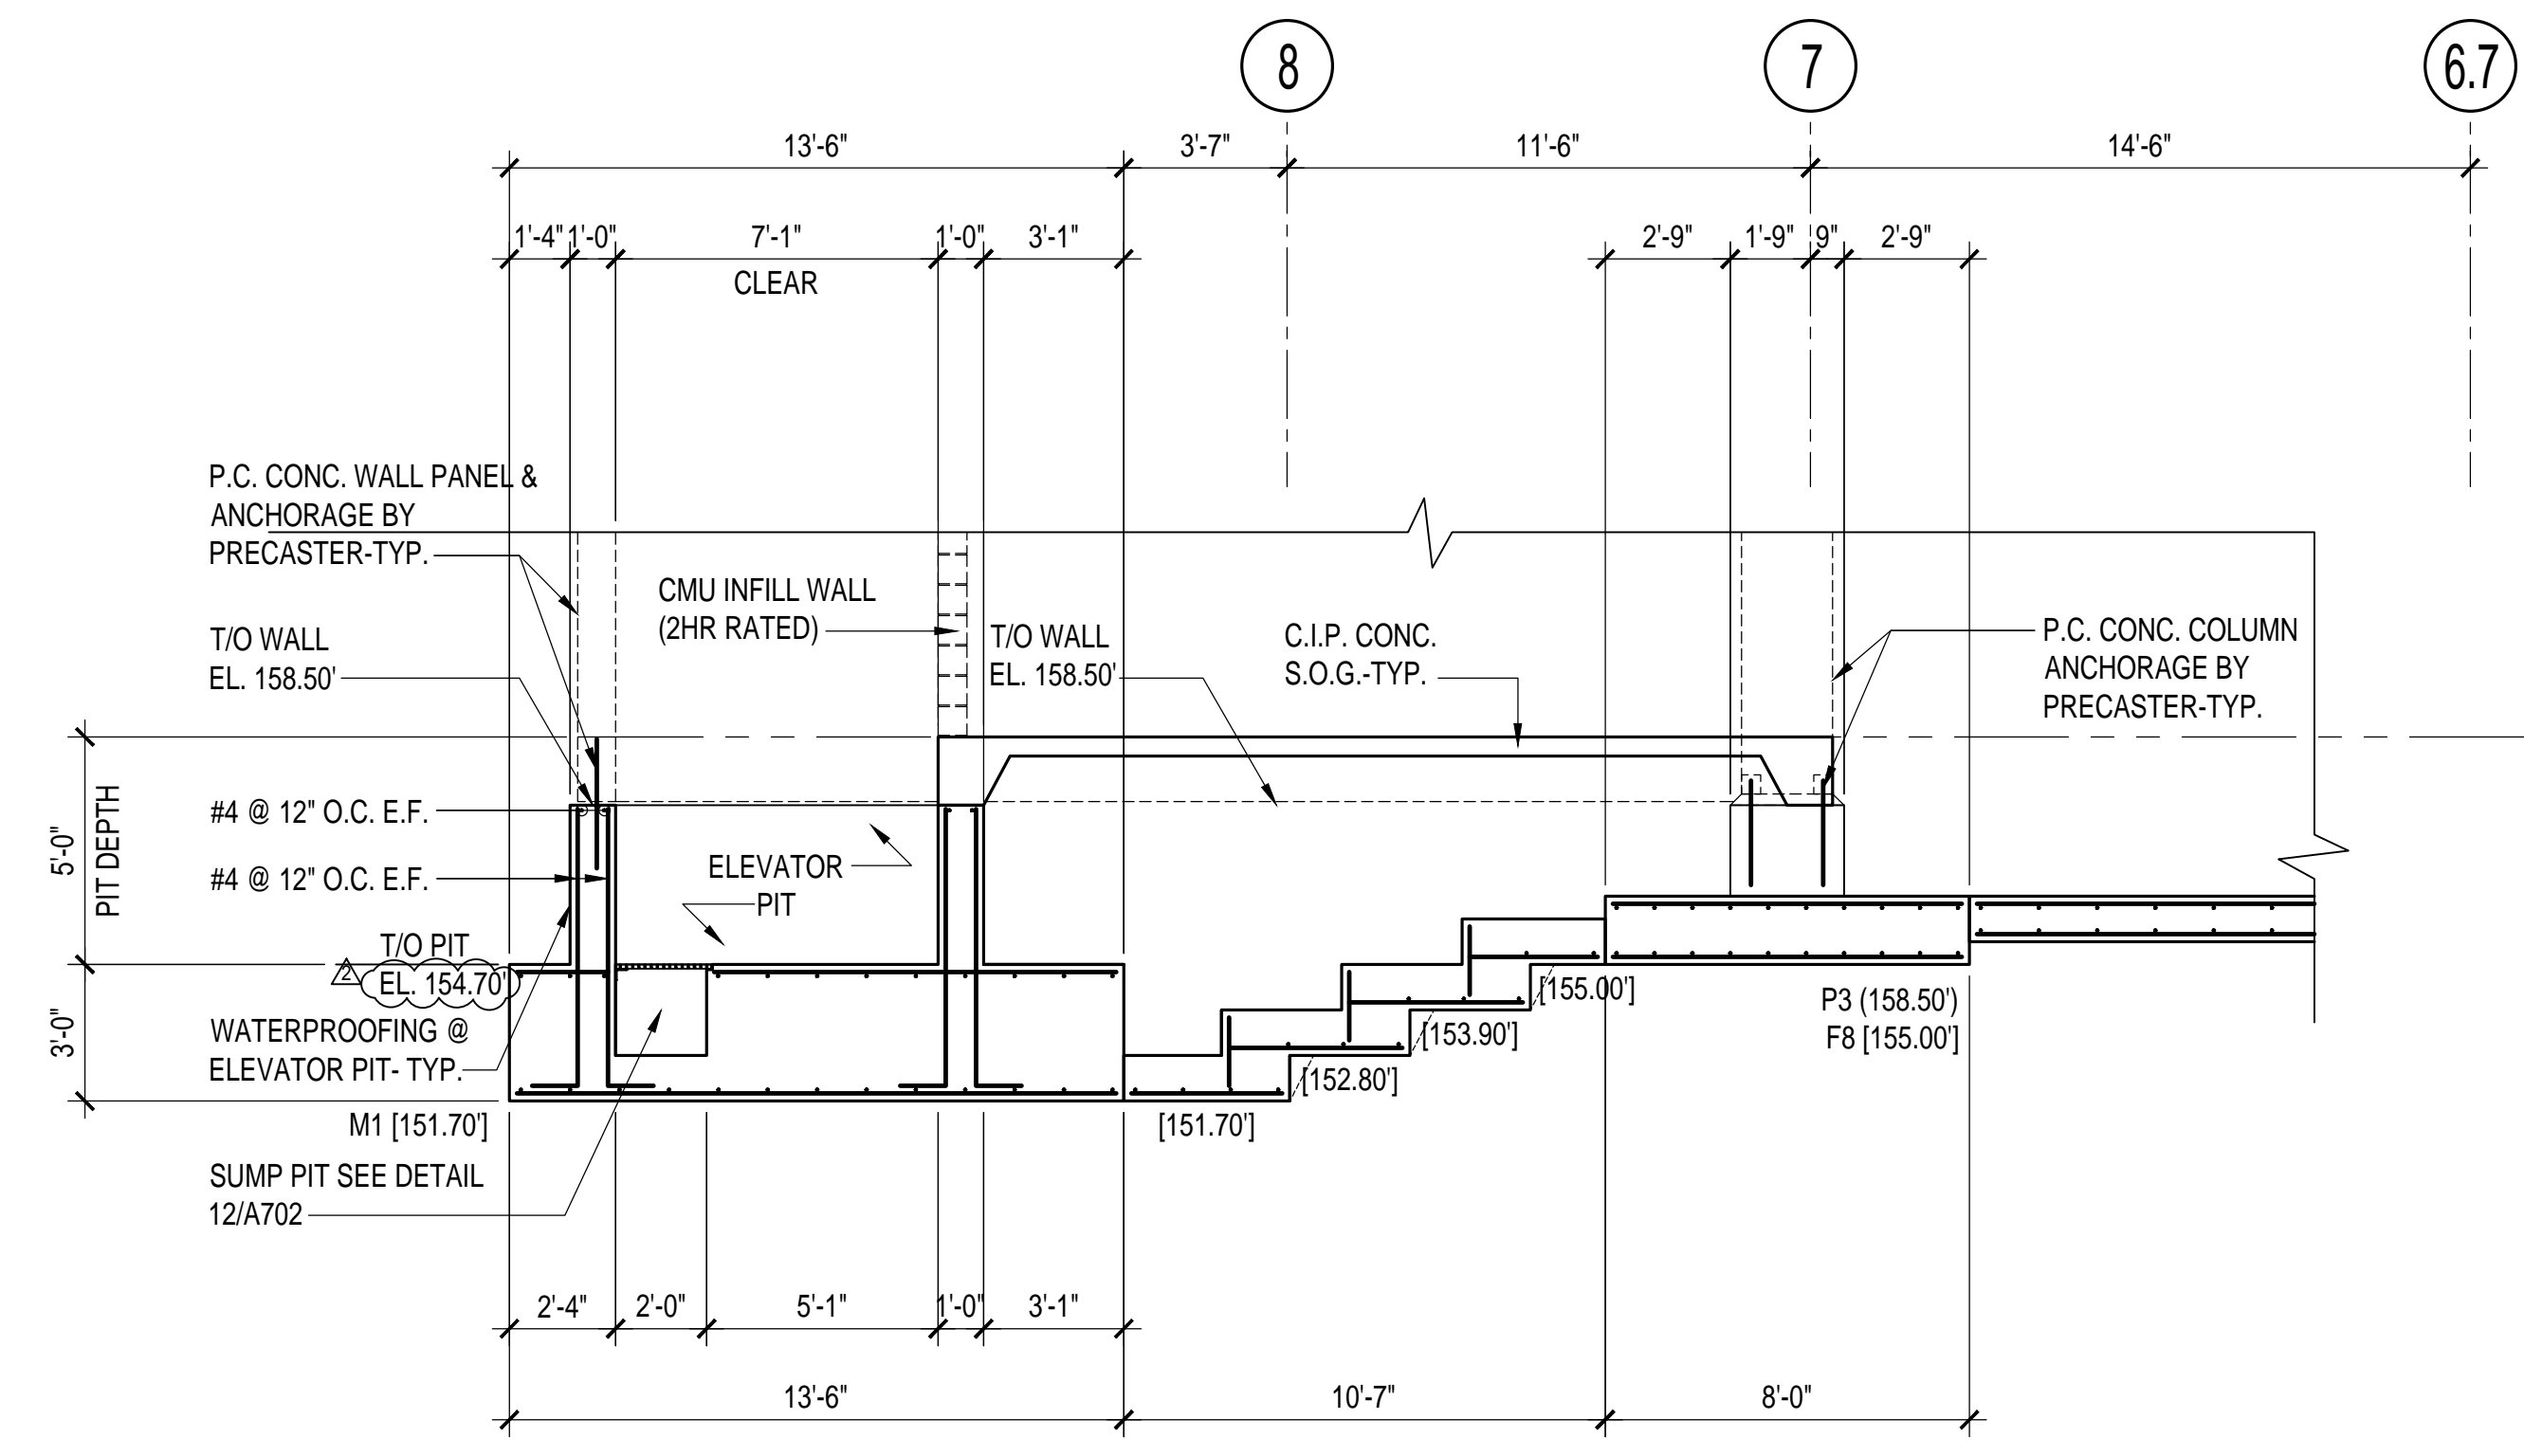 8
7
6.7
13'-6"
3'-7"
11'-6"
14'-6"
1'-4"
1'-0"
7'-1"
1'-0"
3'-1"
2'-9"
1'-9"
9"
2'-9"
CLEAR
P.C. CONC. WALL PANEL &
ANCHORAGE BY
PRECASTER-TYP.
CMU INFILL WALL
(2HR RATED)
T/O WALL
EL. 158.50'
T/O WALL
EL. 158.50'
C.I.P. CONC.
S.O.G.-TYP.
P.C. CONC. COLUMN
ANCHORAGE BY
PRECASTER-TYP.
5'-0"
PIT DEPTH
#4 @ 12" O.C. E.F.
#4 @ 12" O.C. E.F.
ELEVATOR
PIT
T/O PIT
2
EL. 154.70'
3'-0"
WATERPROOFING @
ELEVATOR PIT- TYP.
[155.00']
[153.90']
[152.80']
[151.70']
P3 (158.50')
F8 [155.00']
M1 [151.70']
SUMP PIT SEE DETAIL
12/A702
2'-4"
2'-0"
5'-1"
1'-0"
3'-1"
13'-6"
10'-7"
8'-0"